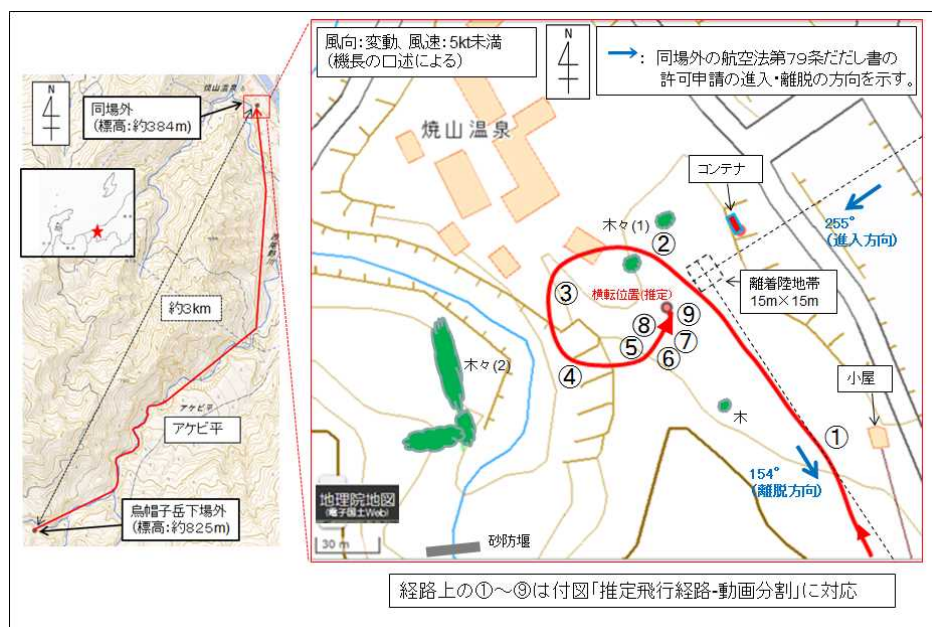 N
焼山温泉
同場外
(標高:約384m)
約3km
アケビ平
アケビ平
烏帽子岳下場外
(標高:約825m)
風向:変動、風速:5kt未満
(機長の口述による)
N
→: 同場外の航空法第79条ただし書の
許可申請の進入・離脱の方向を示す。
焼山温泉
コンテナ
木々(1)
②
255°
(進入方向)
離着陸地帯
15m×15m
③
横転位置(推定)
⑧
⑨
⑤
⑦
⑥
④
木々(2)
木
小屋
①
154°
(離脱方向)
地理院地図
(電子国土Web)
30 m
砂防堰
経路上の①～⑨は付図「推定飛行経路-動画分割」に対応